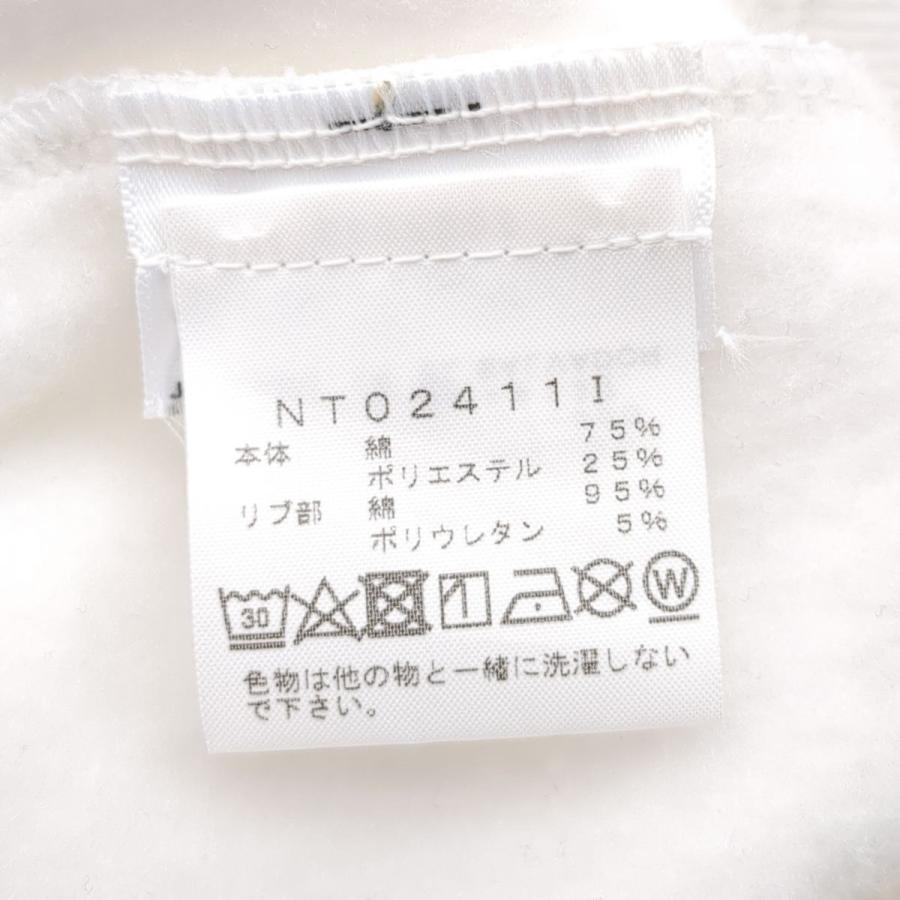 NT02411I
本体 綿 75%
ポリエステル 25%
リブ部 綿 95%
ポリウレタン 5%
30
W
色物は他の物と一緒に洗濯しない
で下さい。